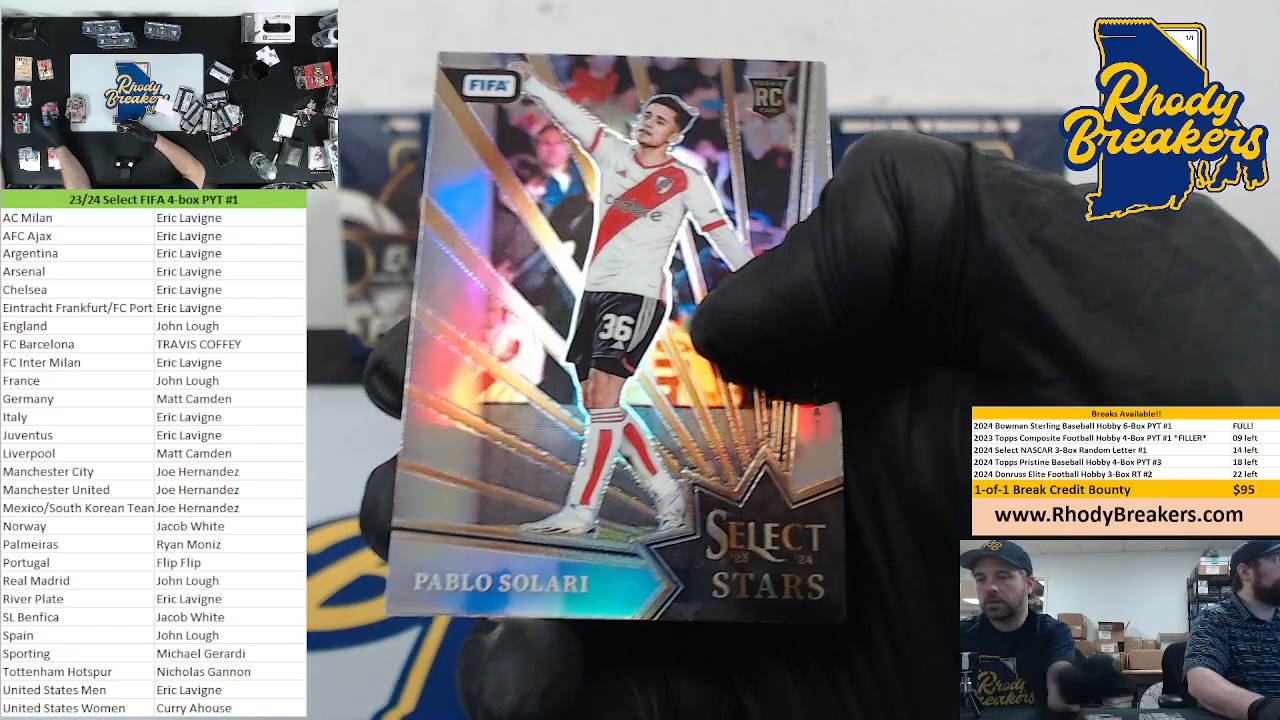 Rhody
Breakers
23/24 Select FIFA 4-box PYT #1
AC Milan Eric Lavigne
AFC Ajax Eric Lavigne
Argentina Eric Lavigne
Arsenal Eric Lavigne
Chelsea Eric Lavigne
Eintracht Frankfurt/FC Port Eric Lavigne
England John Lough
FC Barcelona TRAVIS COFFEY
FC Inter Milan Eric Lavigne
France John Lough
Germany Matt Camden
Italy Eric Lavigne
Juventus Eric Lavigne
Liverpool Matt Camden
Manchester City Joe Hernandez
Manchester United Joe Hernandez
Mexico/South Korean Tean Joe Hernandez
Norway Jacob White
Palmeiras Ryan Moniz
Portugal Flip Flip
Real Madrid John Lough
River Plate Eric Lavigne
SL Benfica Jacob White
Spain John Lough
Sporting Michael Gerardi
Tottenham Hotspur Nicholas Gannon
United States Men Eric Lavigne
United States Women Curry Ahouse
FIFA
ROOKIE
RC
CARD
36
SELECT
'23 '24
STARS
PABLO SOLARI
1/1
Rhody
Breakers
Breaks Available!!
2024 Bowman Sterling Baseball Hobby 6-Box PYT #1 FULL!
2023 Topps Composite Football Hobby 4-Box PYT #1 *FILLER* 09 left
2024 Select NASCAR 3-Box Random Letter #1 14 left
2024 Topps Pristine Baseball Hobby 4-Box PYT #3 18 left
2024 Donruss Elite Football Hobby 3-Box RT #2 22 left
1-of-1 Break Credit Bounty $95
www.RhodyBreakers.com
Rhody
Breakers